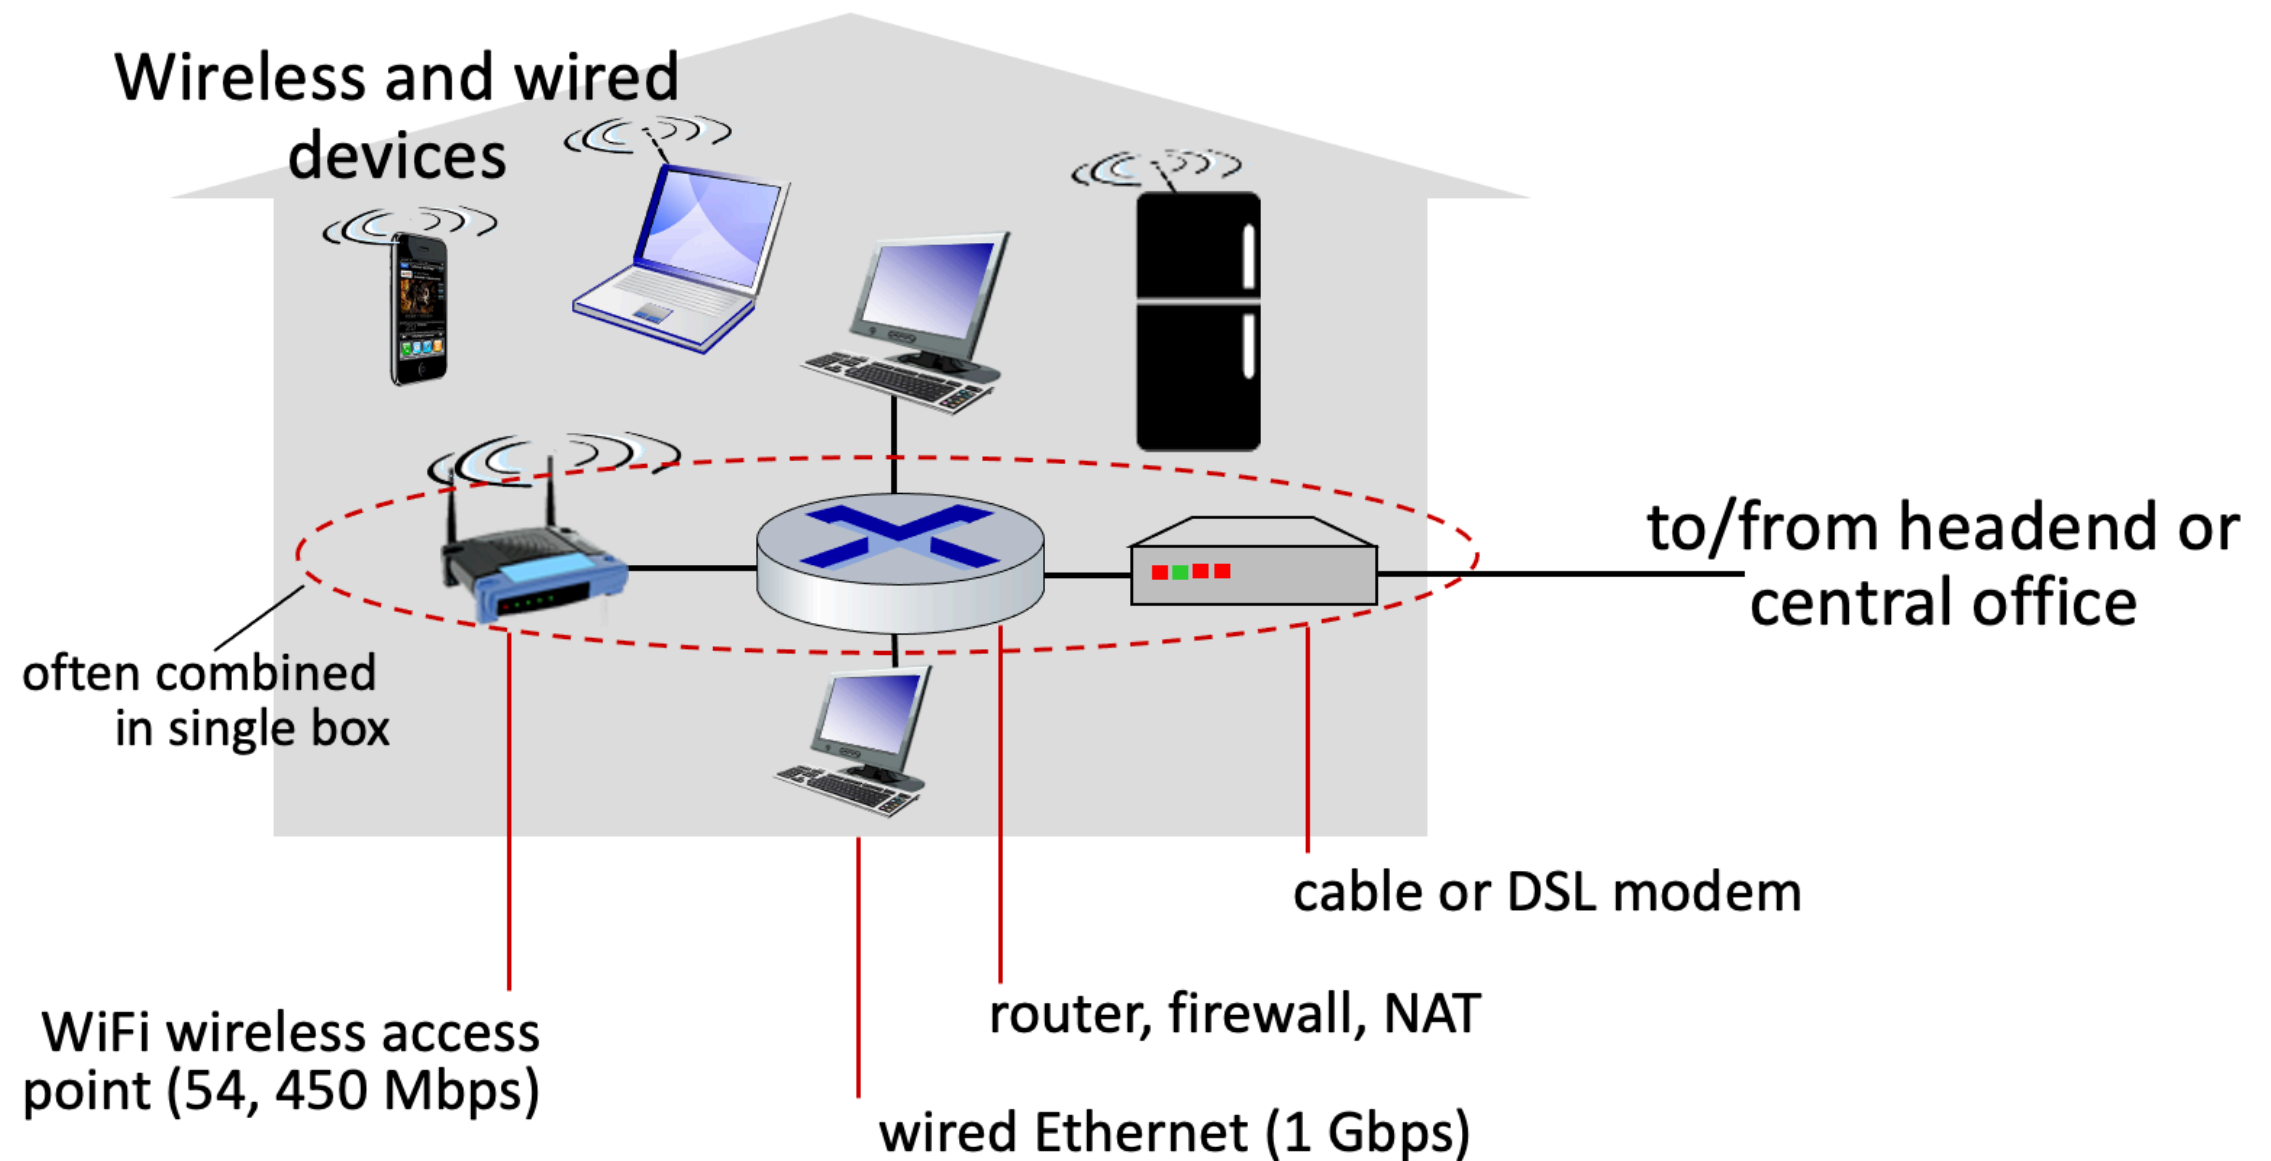 Wireless and wired
devices
to/from headend or
central office
often combined
in single box
cable or DSL modem
router, firewall, NAT
WiFi wireless access
point (54, 450 Mbps)
wired Ethernet (1 Gbps)